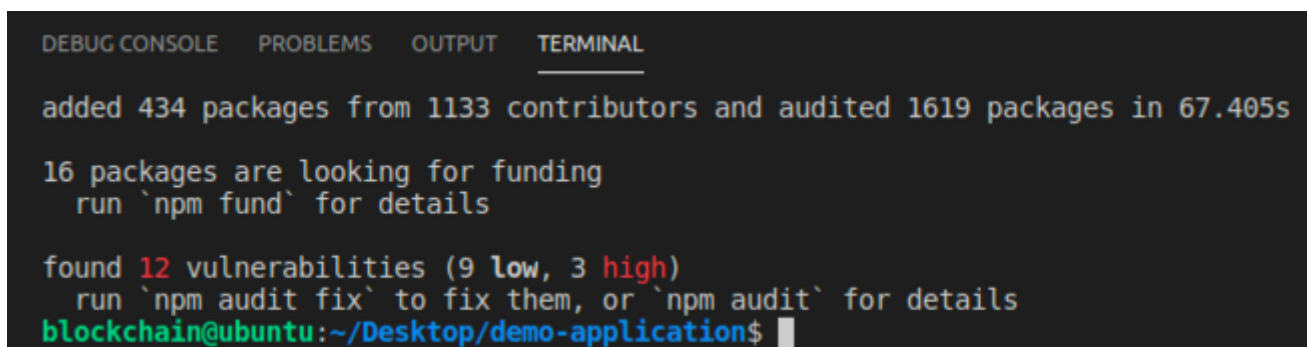 DEBUG CONSOLE PROBLEMS OUTPUT TERMINAL
added 434 packages from 1133 contributors and audited 1619 packages in 67.405s
16 packages are looking for funding
  run `npm fund` for details
found 12 vulnerabilities (9 low, 3 high)
  run `npm audit fix` to fix them, or `npm audit` for details
blockchain@ubuntu:~/Desktop/demo-application$